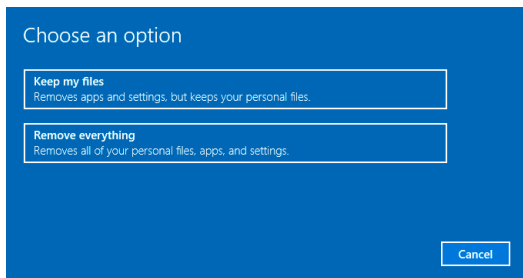 Choose an option
Keep my files
Removes apps and settings, but keeps your personal files.
Remove everything
Removes all of your personal files, apps, and settings.
Cancel